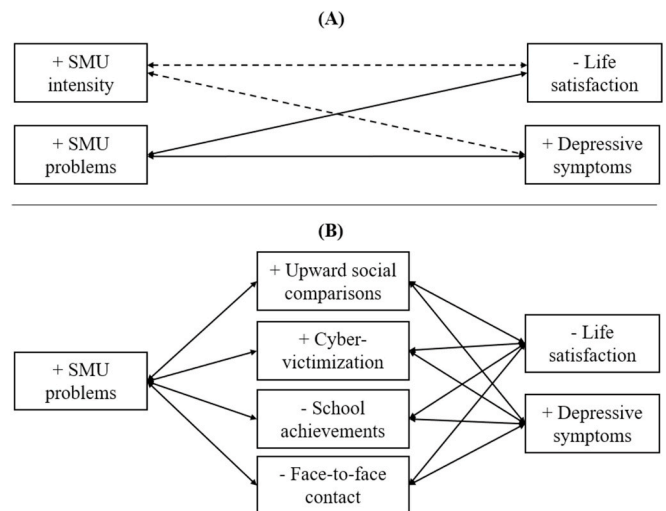 (A)
+ SMU
intensity
- Life
satisfaction
+ SMU
problems
+ Depressive
symptoms
(B)
+ Upward social
comparisons
+ Cyber-
victimization
- Life
satisfaction
+ SMU
problems
- School
achievements
+ Depressive
symptoms
- Face-to-face
contact